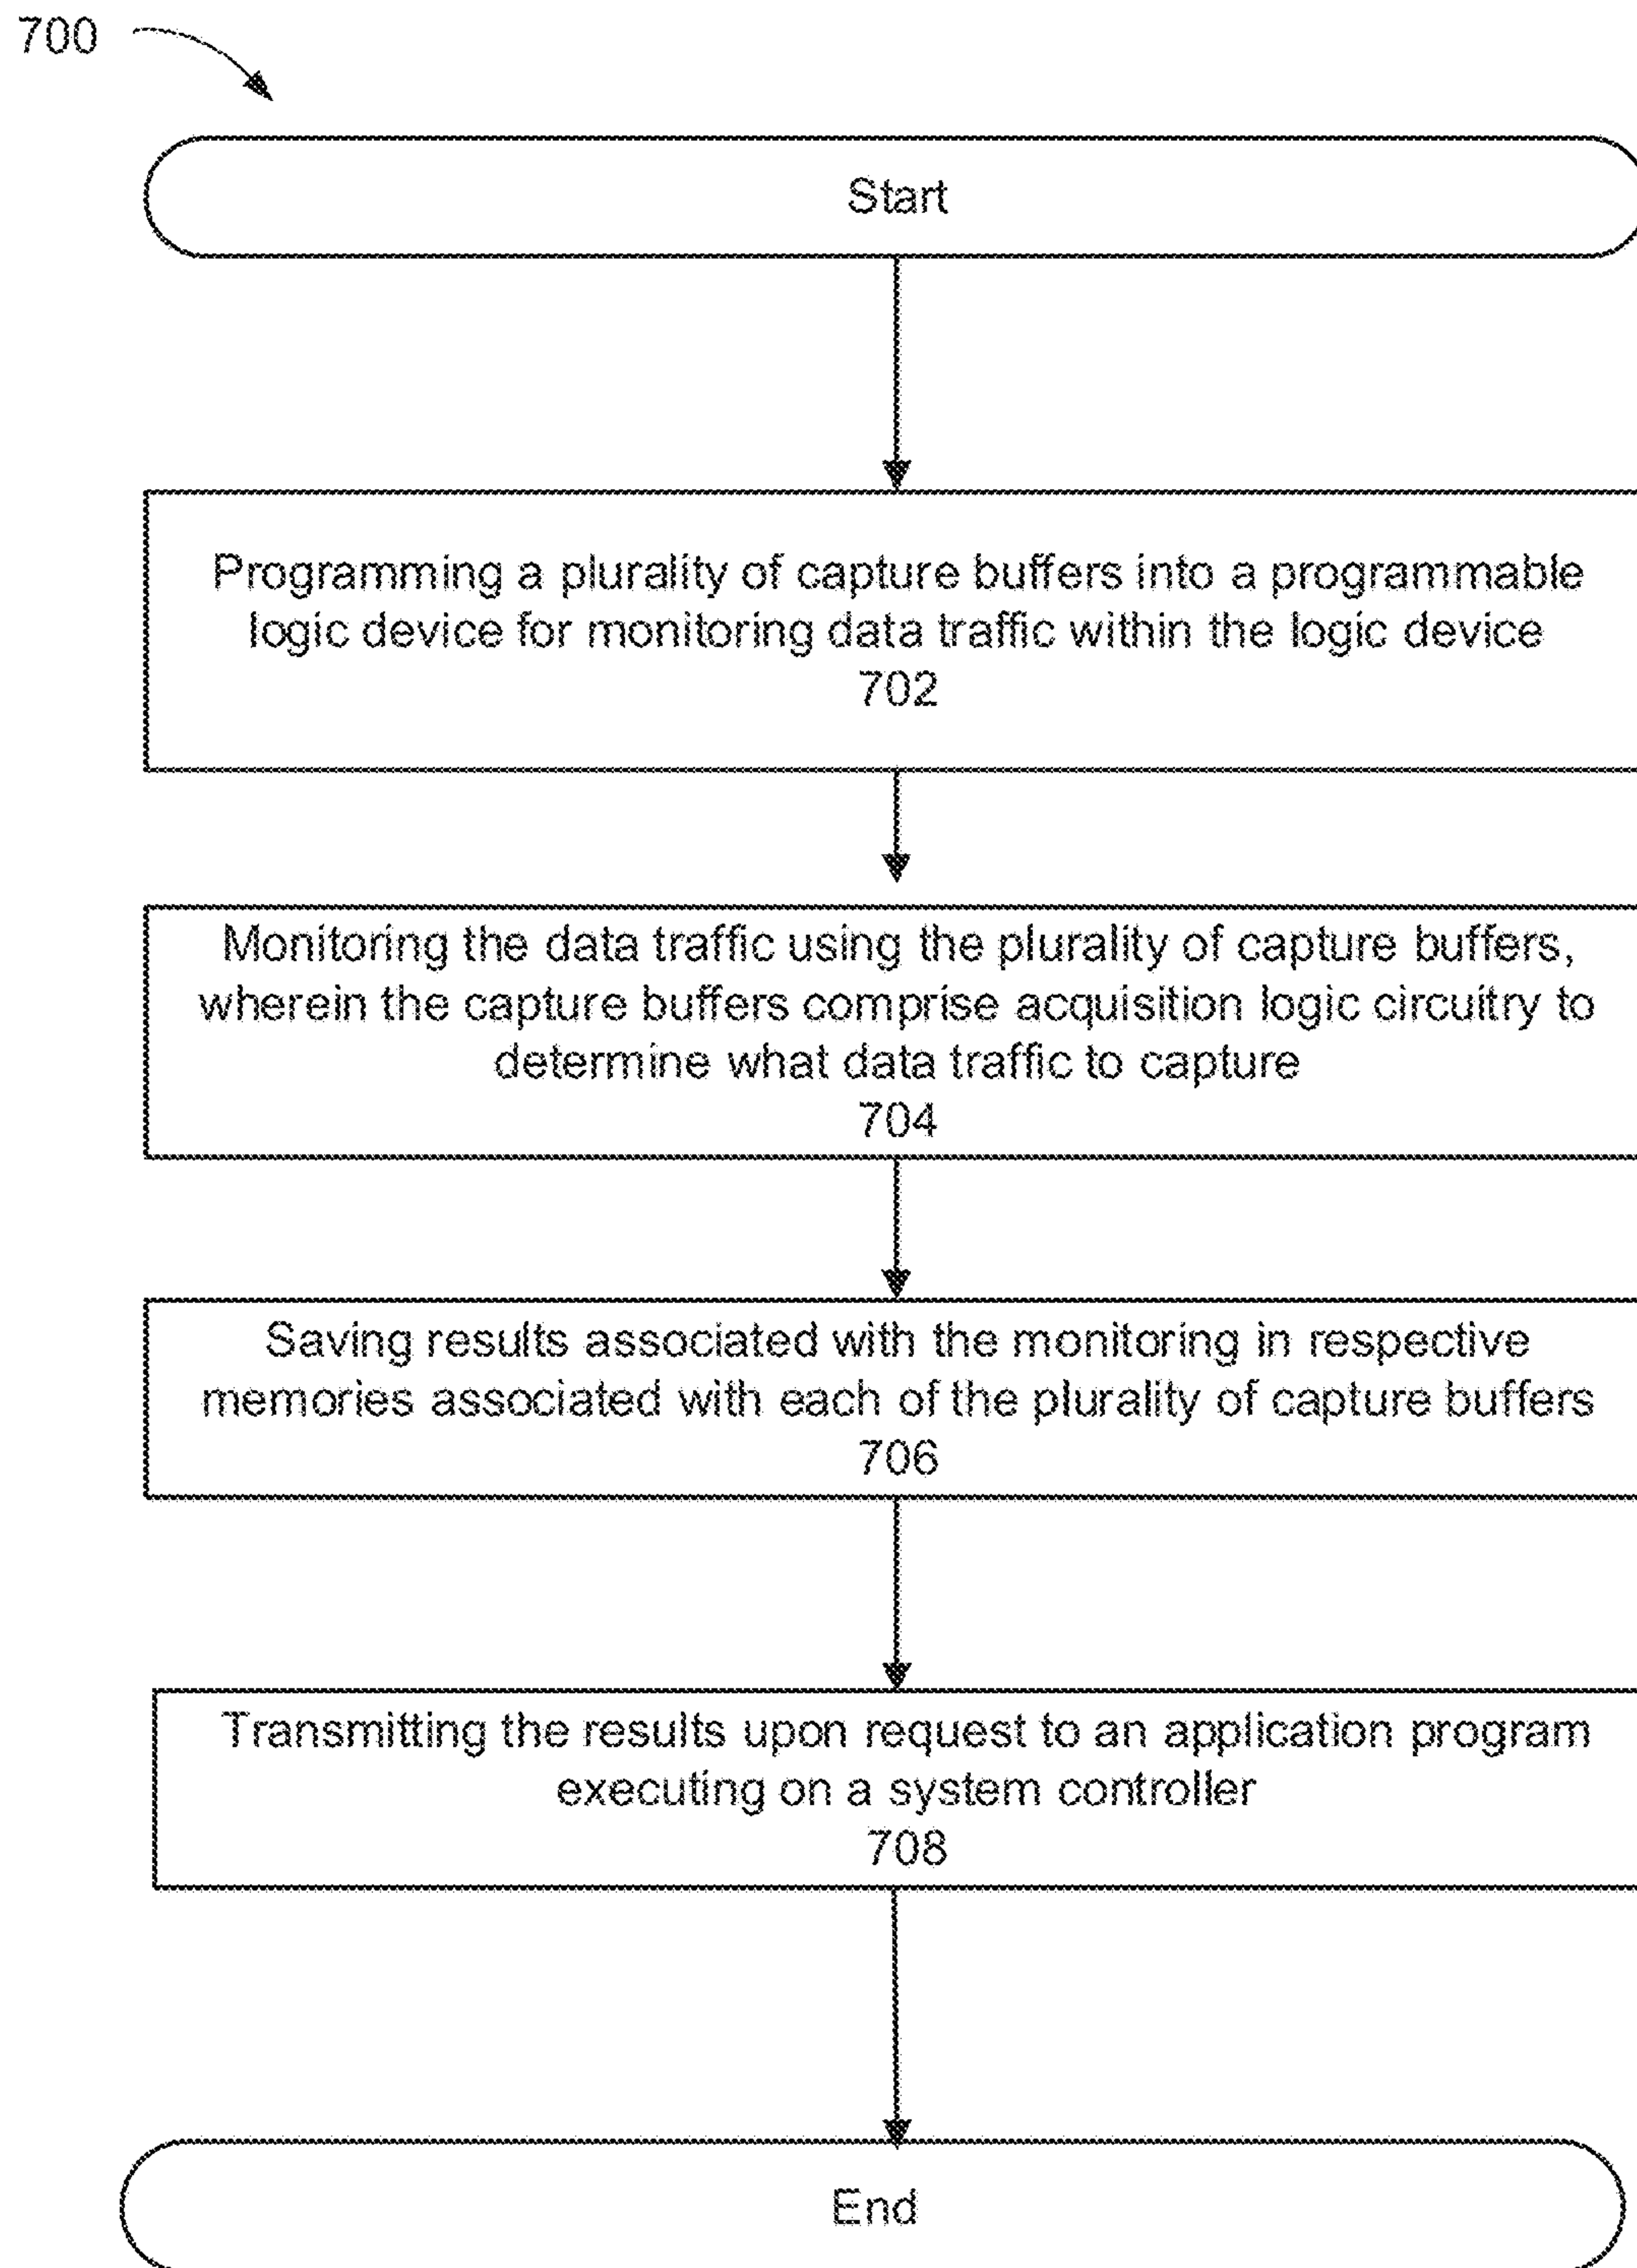 700
Start
Programming a plurality of capture buffers into a programmable
logic device for monitoring data traffic within the logic device
702
Monitoring the data traffic using the plurality of capture buffers,
wherein the capture buffers comprise acquisition logic circuitry to
determine what data traffic to capture
704
Saving results associated with the monitoring in respective
memories associated with each of the plurality of capture buffers
706
Transmitting the results upon request to an application program
executing on a system controller
708
End